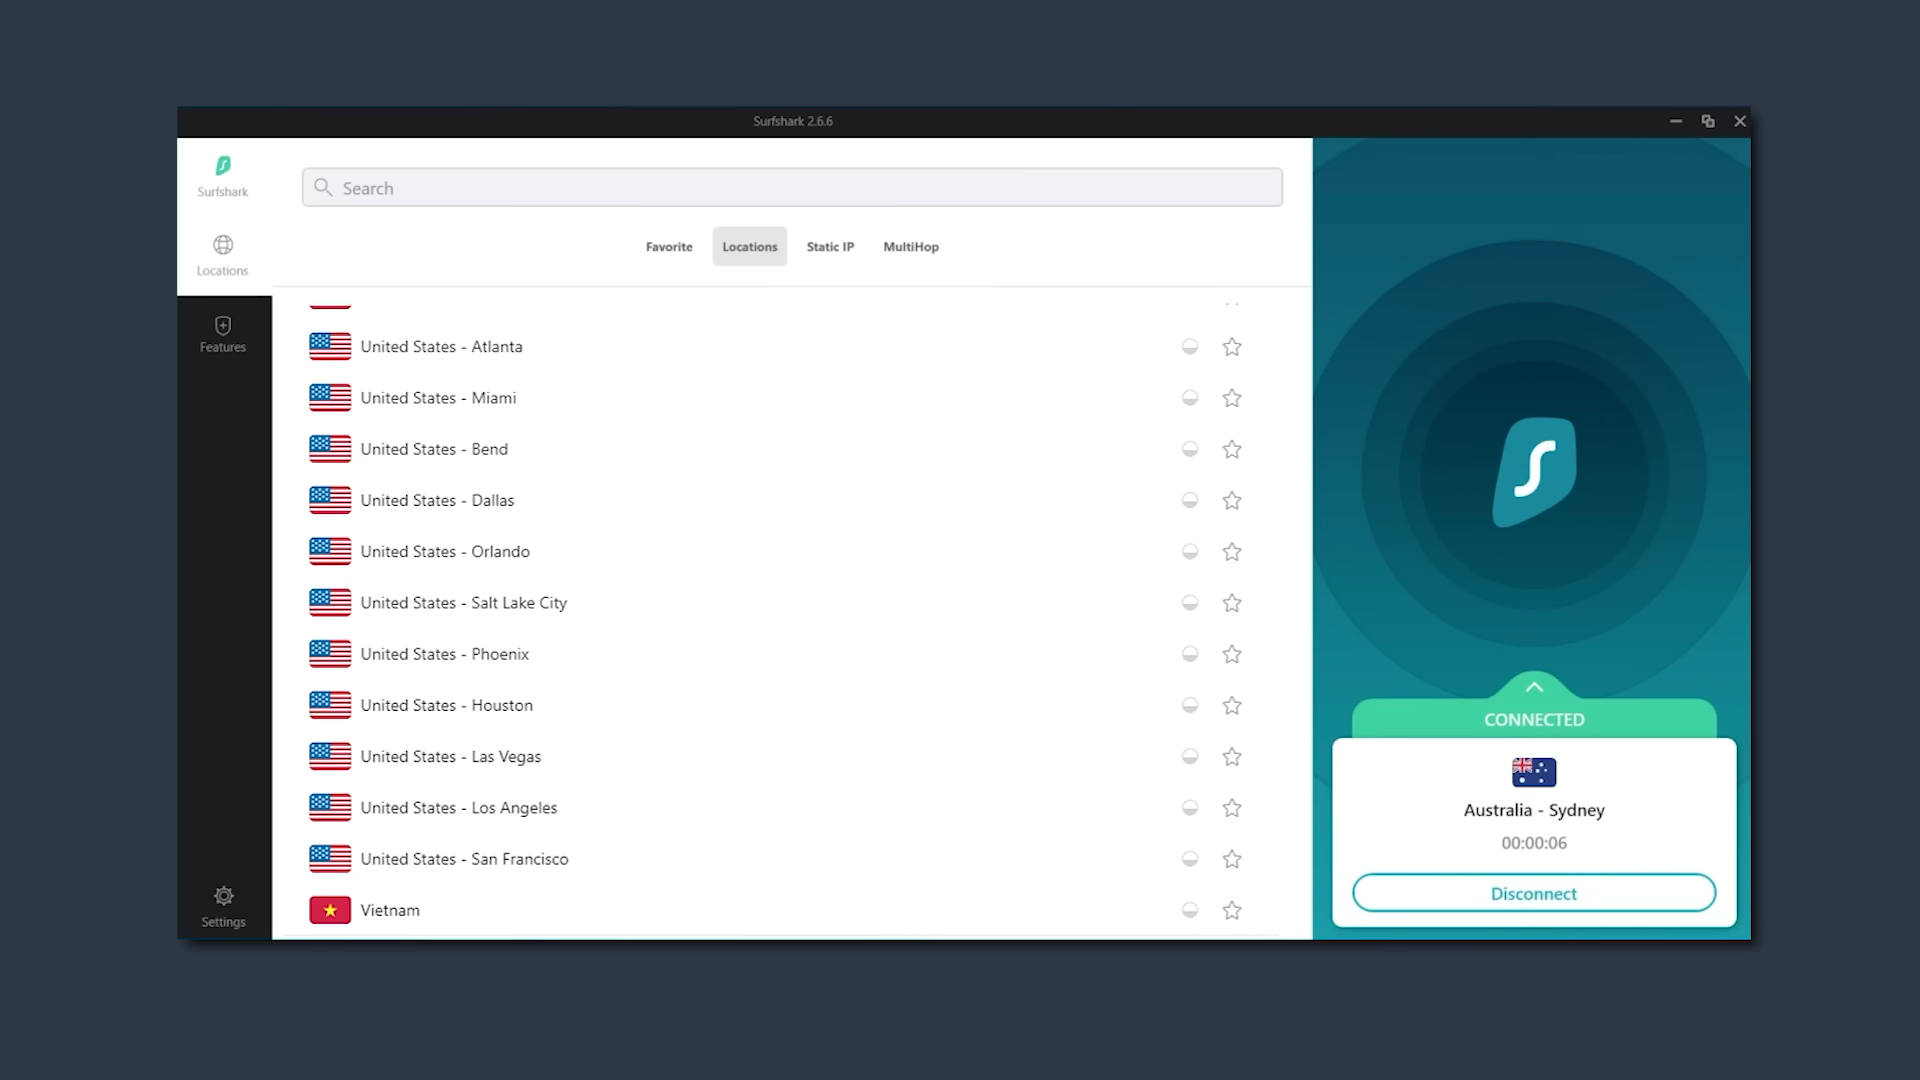 Surfshark 2.6.6
Surfshark
Locations
Features
Settings
Search
Favorite Locations Static IP MultiHop
United States - Atlanta
United States - Miami
United States - Bend
United States - Dallas
United States - Orlando
United States - Salt Lake City
United States - Phoenix
United States - Houston
United States - Las Vegas
United States - Los Angeles
United States - San Francisco
Vietnam
CONNECTED
Australia - Sydney
00:00:06
Disconnect